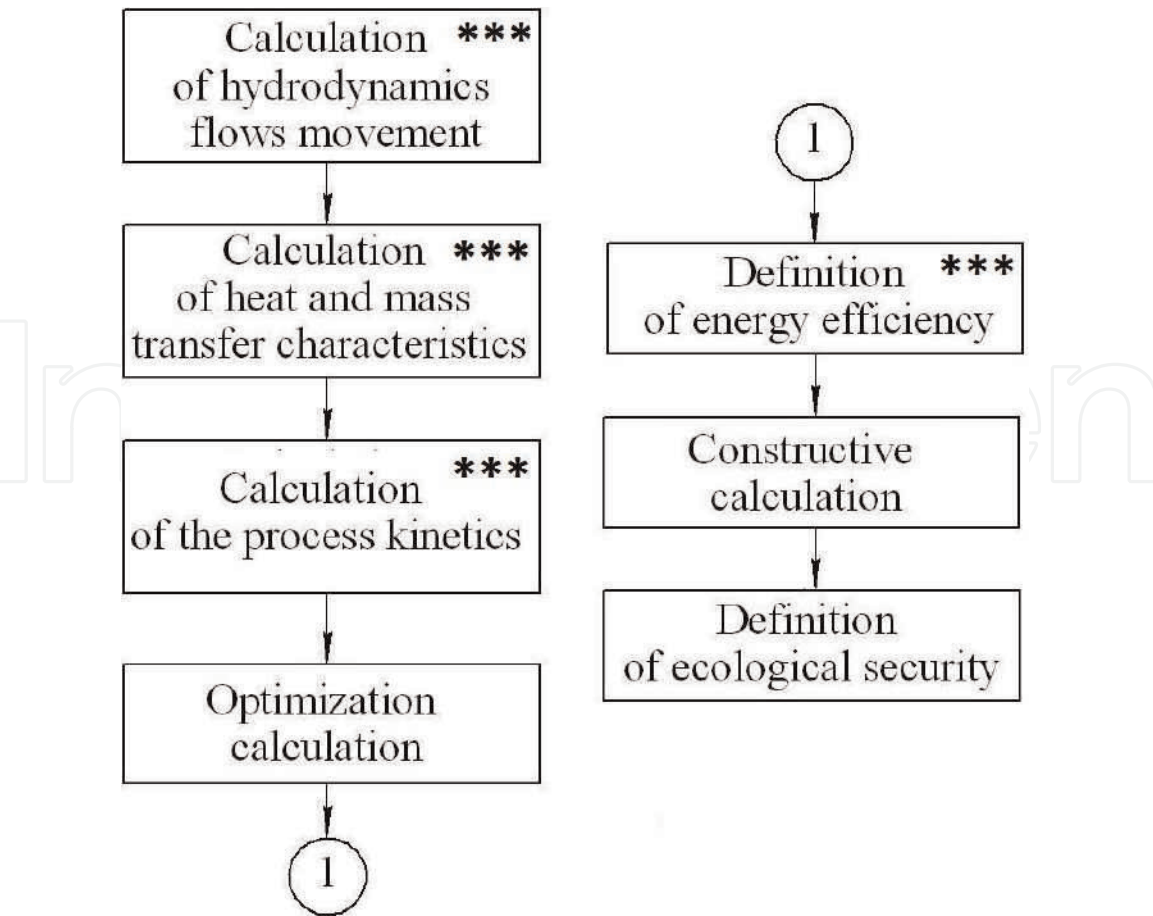 Calculation ***
of hydrodynamics
flows movement
Calculation ***
of heat and mass
transfer characteristics
***
Calculation
of the process kinetics
Optimization
calculation
1
1
Definition ***
of energy efficiency
Constructive
calculation
Definition
of ecological security